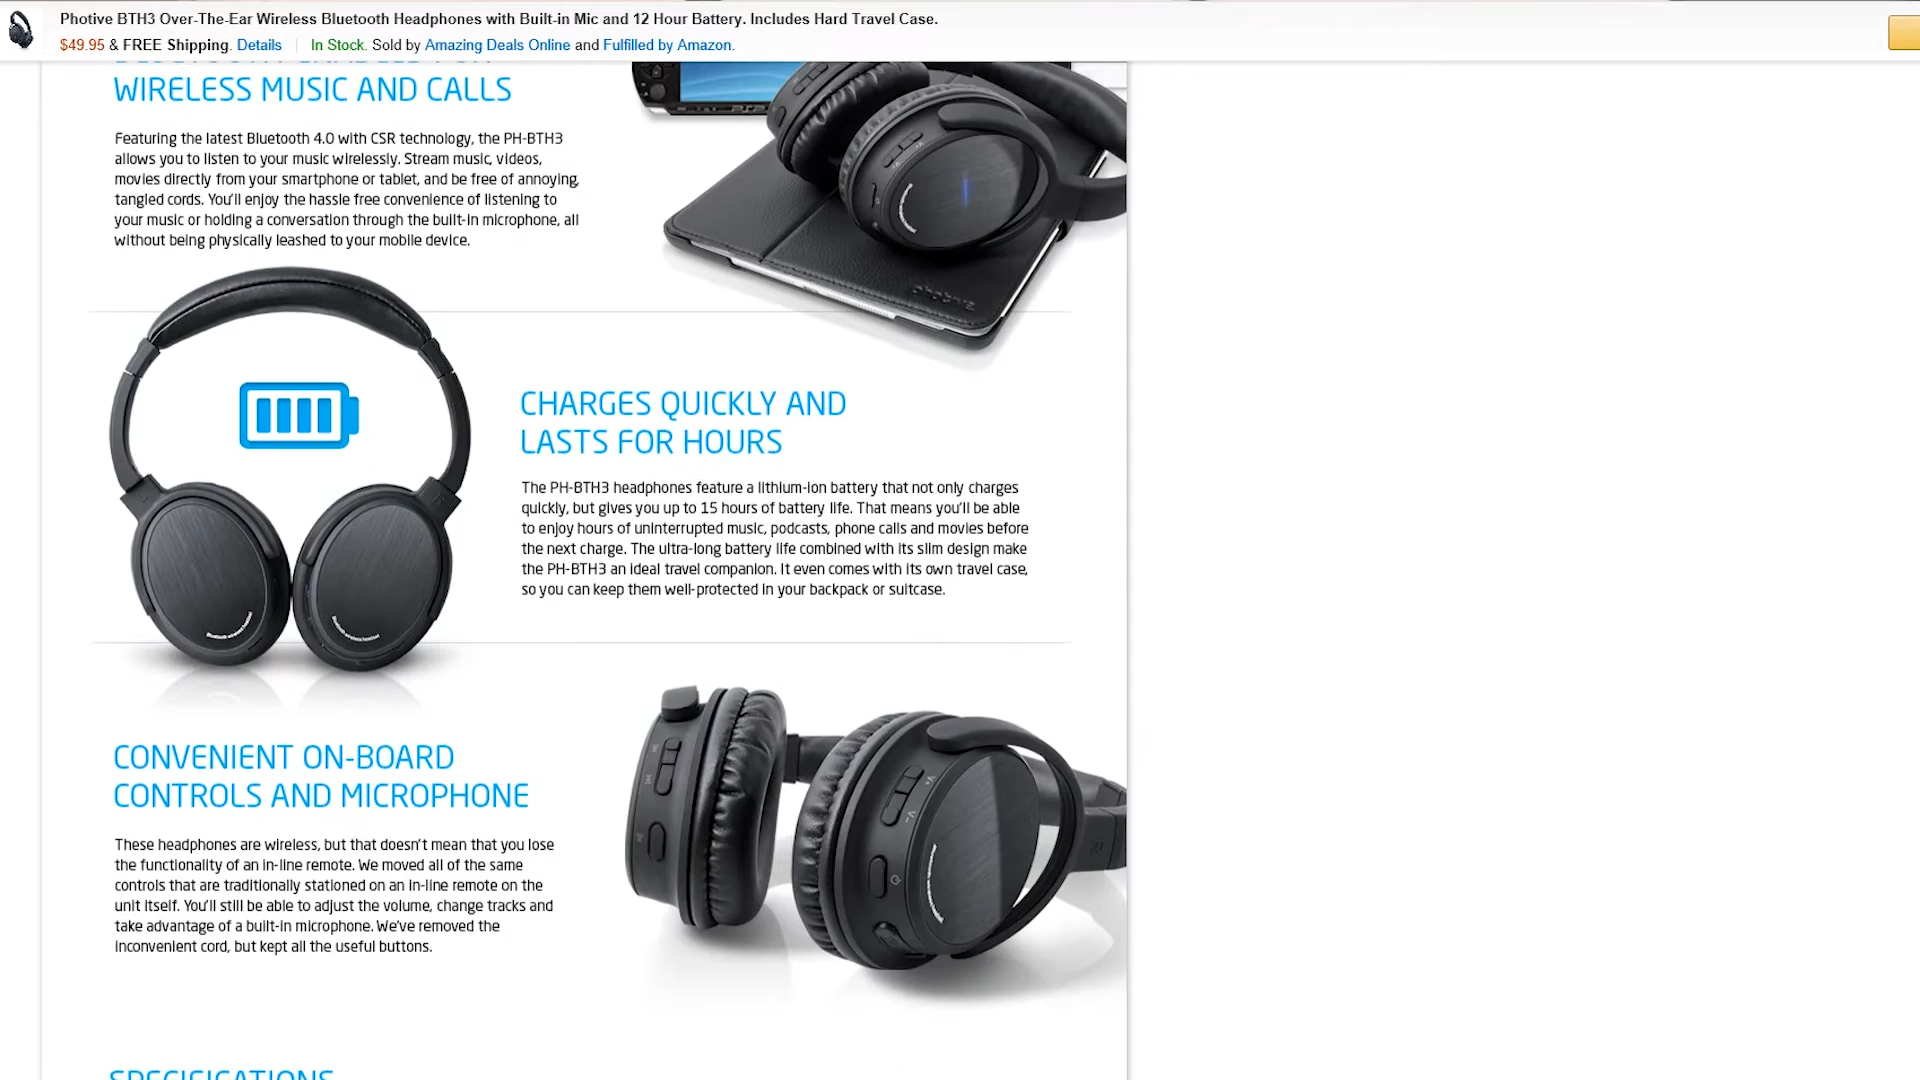 Photive BTH3 Over-The-Ear Wireless Bluetooth Headphones with Built-in Mic and 12 Hour Battery. Includes Hard Travel Case.
$49.95 & FREE Shipping. Details | In Stock. Sold by Amazing Deals Online and Fulfilled by Amazon.
WIRELESS MUSIC AND CALLS
Featuring the latest Bluetooth 4.0 with CSR technology, the PH-BTH3
allows you to listen to your music wirelessly. Stream music, videos,
movies directly from your smartphone or tablet, and be free of annoying,
tangled cords. You'll enjoy the hassle free convenience of listening to
your music or holding a conversation through the built-in microphone, all
without being physically leashed to your mobile device.
photive
CHARGES QUICKLY AND
LASTS FOR HOURS
The PH-BTH3 headphones feature a lithium-ion battery that not only charges
quickly, but gives you up to 15 hours of battery life. That means you'll be able
to enjoy hours of uninterrupted music, podcasts, phone calls and movies before
the next charge. The ultra-long battery life combined with its slim design make
the PH-BTH3 an ideal travel companion. It even comes with its own travel case,
so you can keep them well-protected in your backpack or suitcase.
Bluetooth wireless headset
Bluetooth wireless headset
CONVENIENT ON-BOARD
CONTROLS AND MICROPHONE
These headphones are wireless, but that doesn't mean that you lose
the functionality of an in-line remote. We moved all of the same
controls that are traditionally stationed on an in-line remote on the
unit itself. You'll still be able to adjust the volume, change tracks and
take advantage of a built-in microphone. We've removed the
inconvenient cord, but kept all the useful buttons.
V+
V-
R
SPECIFICATIONS